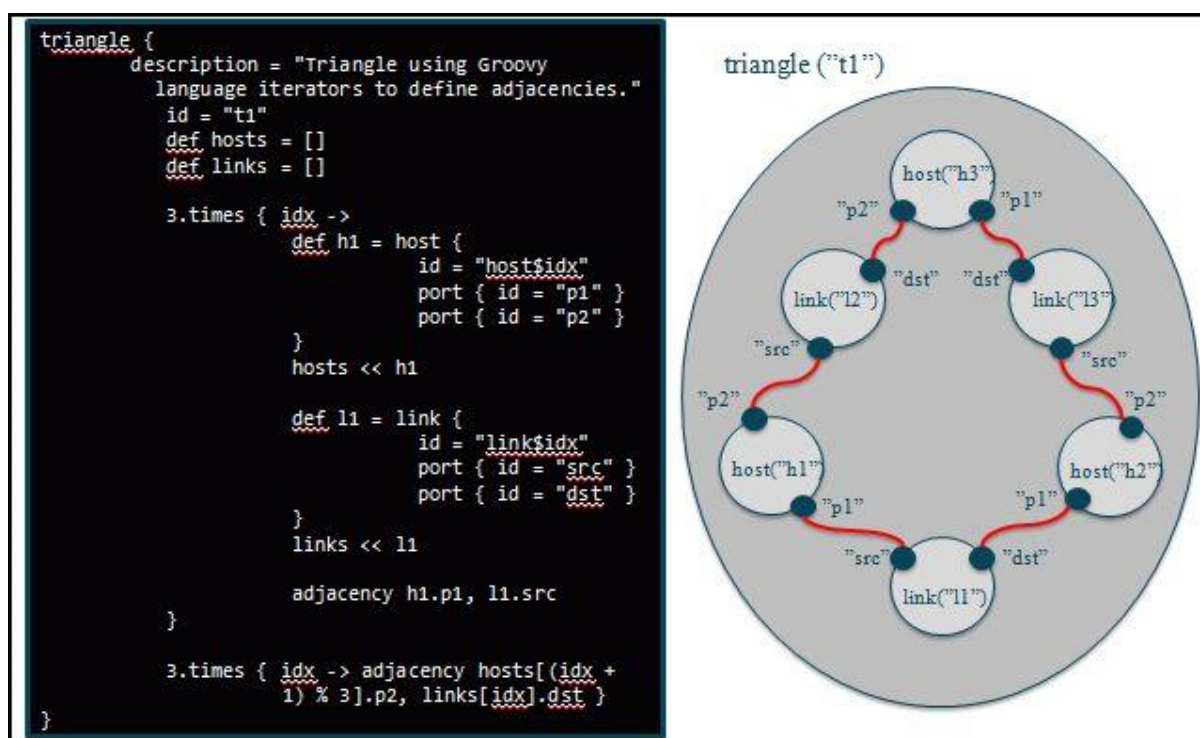 triangle {
description = "Triangle using Groovy
language iterators to define adjacencies."
id = "t1"
def hosts = []
def links = []
3.times { idx ->
def h1 = host {
id = "host$idx"
port { id = "p1" }
port { id = "p2" }
}
hosts << h1
def l1 = link {
id = "link$idx"
port { id = "src" }
port { id = "dst" }
}
links << l1
adjacency h1.p1, l1.src
}
3.times { idx -> adjacency hosts[(idx +
1) % 3].p2, links[idx].dst }
}
triangle (”t1”)
host(”h3”)
”p2”
”p1”
”dst”
”dst”
link(”l2”)
link(”l3”)
”src”
”src”
”p2”
”p2”
host(”h1”)
host(”h2”)
”p1”
”p1”
”src”
”dst”
link(”l1”)